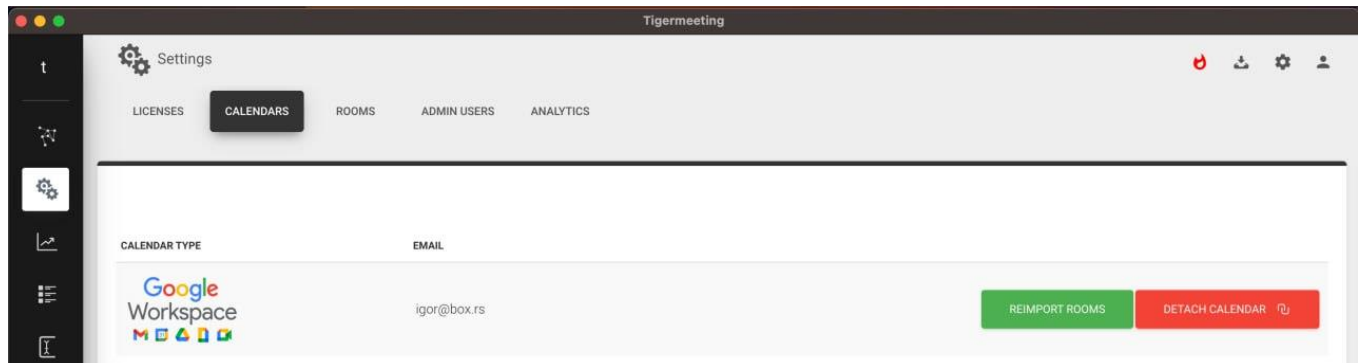 Tigermeeting
t
Settings
LICENSES CALENDARS ROOMS ADMIN USERS ANALYTICS
CALENDAR TYPE EMAIL
Google
Workspace
igor@box.rs
REIMPORT ROOMS DETACH CALENDAR